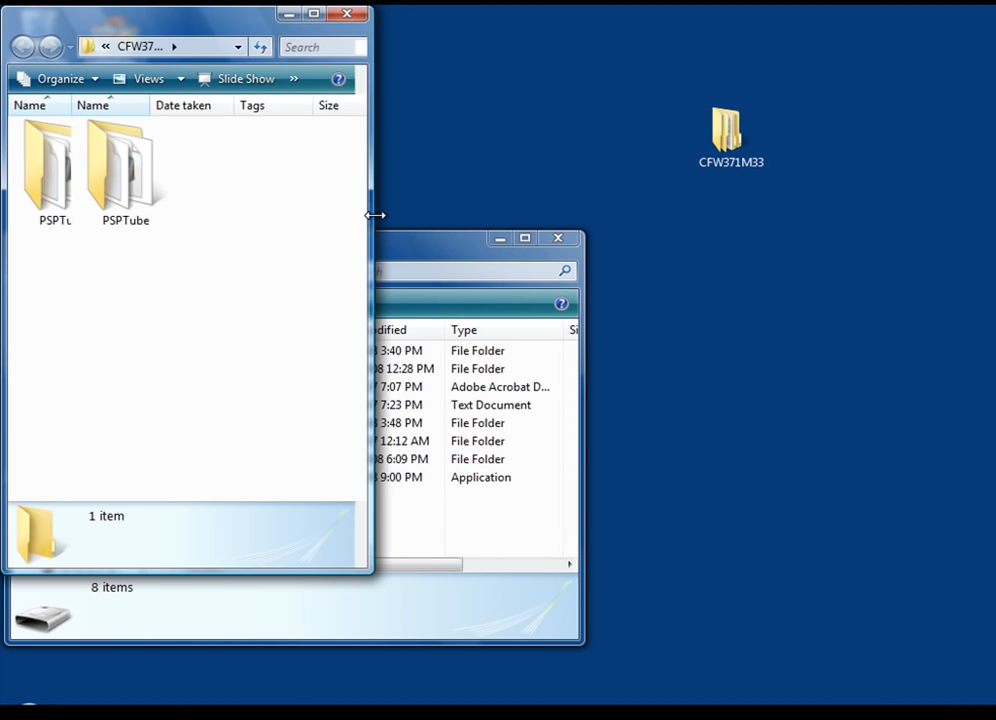 « CFW37...
Search
Organize Views Slide Show »
Name Name Date taken Tags Size
PSPTu PSPTube
1 item
CFW371M33
Type
3:40 PM File Folder
12:28 PM File Folder
7:07 PM Adobe Acrobat D...
7:23 PM Text Document
3:48 PM File Folder
12:12 AM File Folder
6:09 PM File Folder
9:00 PM Application
8 items